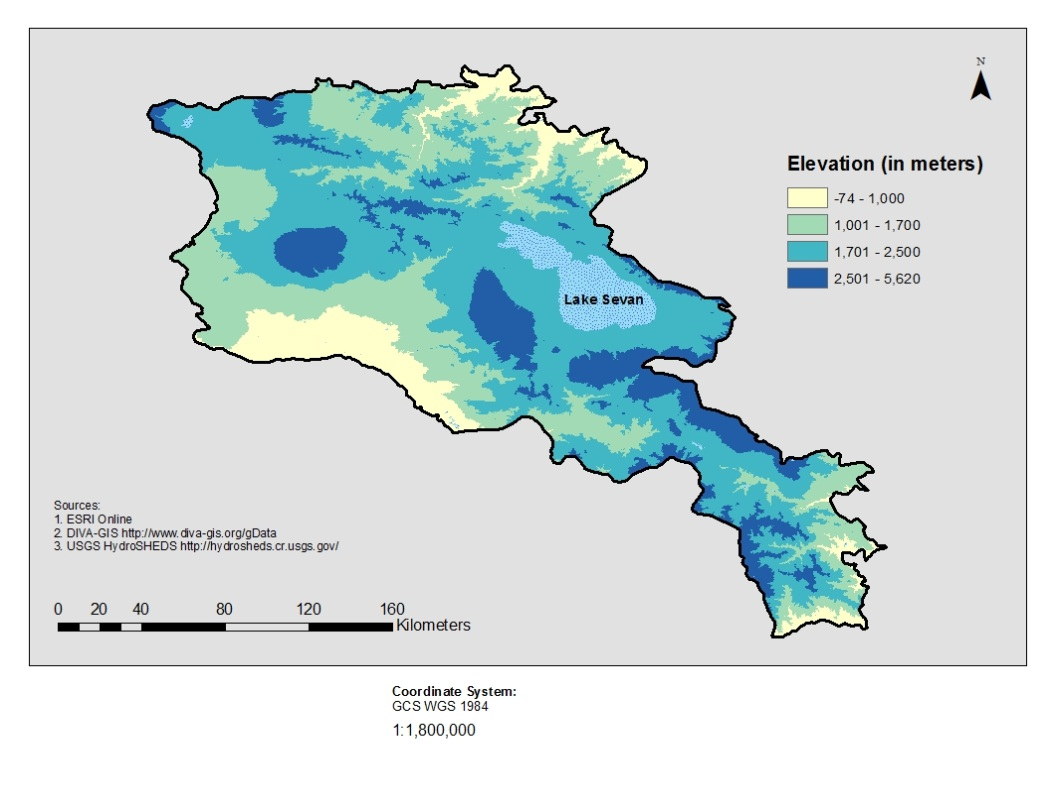 N
Elevation (in meters)
-74 - 1,000
1,001 - 1,700
1,701 - 2,500
2,501 - 5,620
Lake Sevan
Sources:
1. ESRI Online
2. DIVA-GIS http://www.diva-gis.org/gData
3. USGS HydroSHEDS http://hydrosheds.cr.usgs.gov/
0 20 40 80 120 160
Kilometers
Coordinate System:
GCS WGS 1984
1:1,800,000